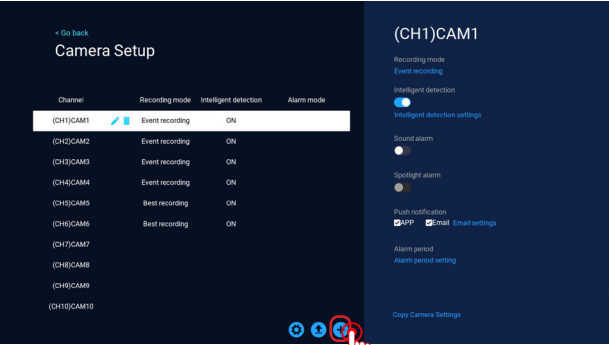 < Go back
Camera Setup
Channel Recording mode Intelligent detection Alarm mode
(CH1)CAM1 Event recording ON
(CH2)CAM2 Event recording ON
(CH3)CAM3 Event recording ON
(CH4)CAM4 Event recording ON
(CH5)CAM5 Best recording ON
(CH6)CAM6 Best recording ON
(CH7)CAM7
(CH8)CAM8
(CH9)CAM9
(CH10)CAM10
(CH1)CAM1
Recording mode
Event recording
Intelligent detection
Intelligent detection settings
Sound alarm
Spotlight alarm
Push notification
APP Email Email settings
Alarm period
Alarm period setting
Copy Camera Settings